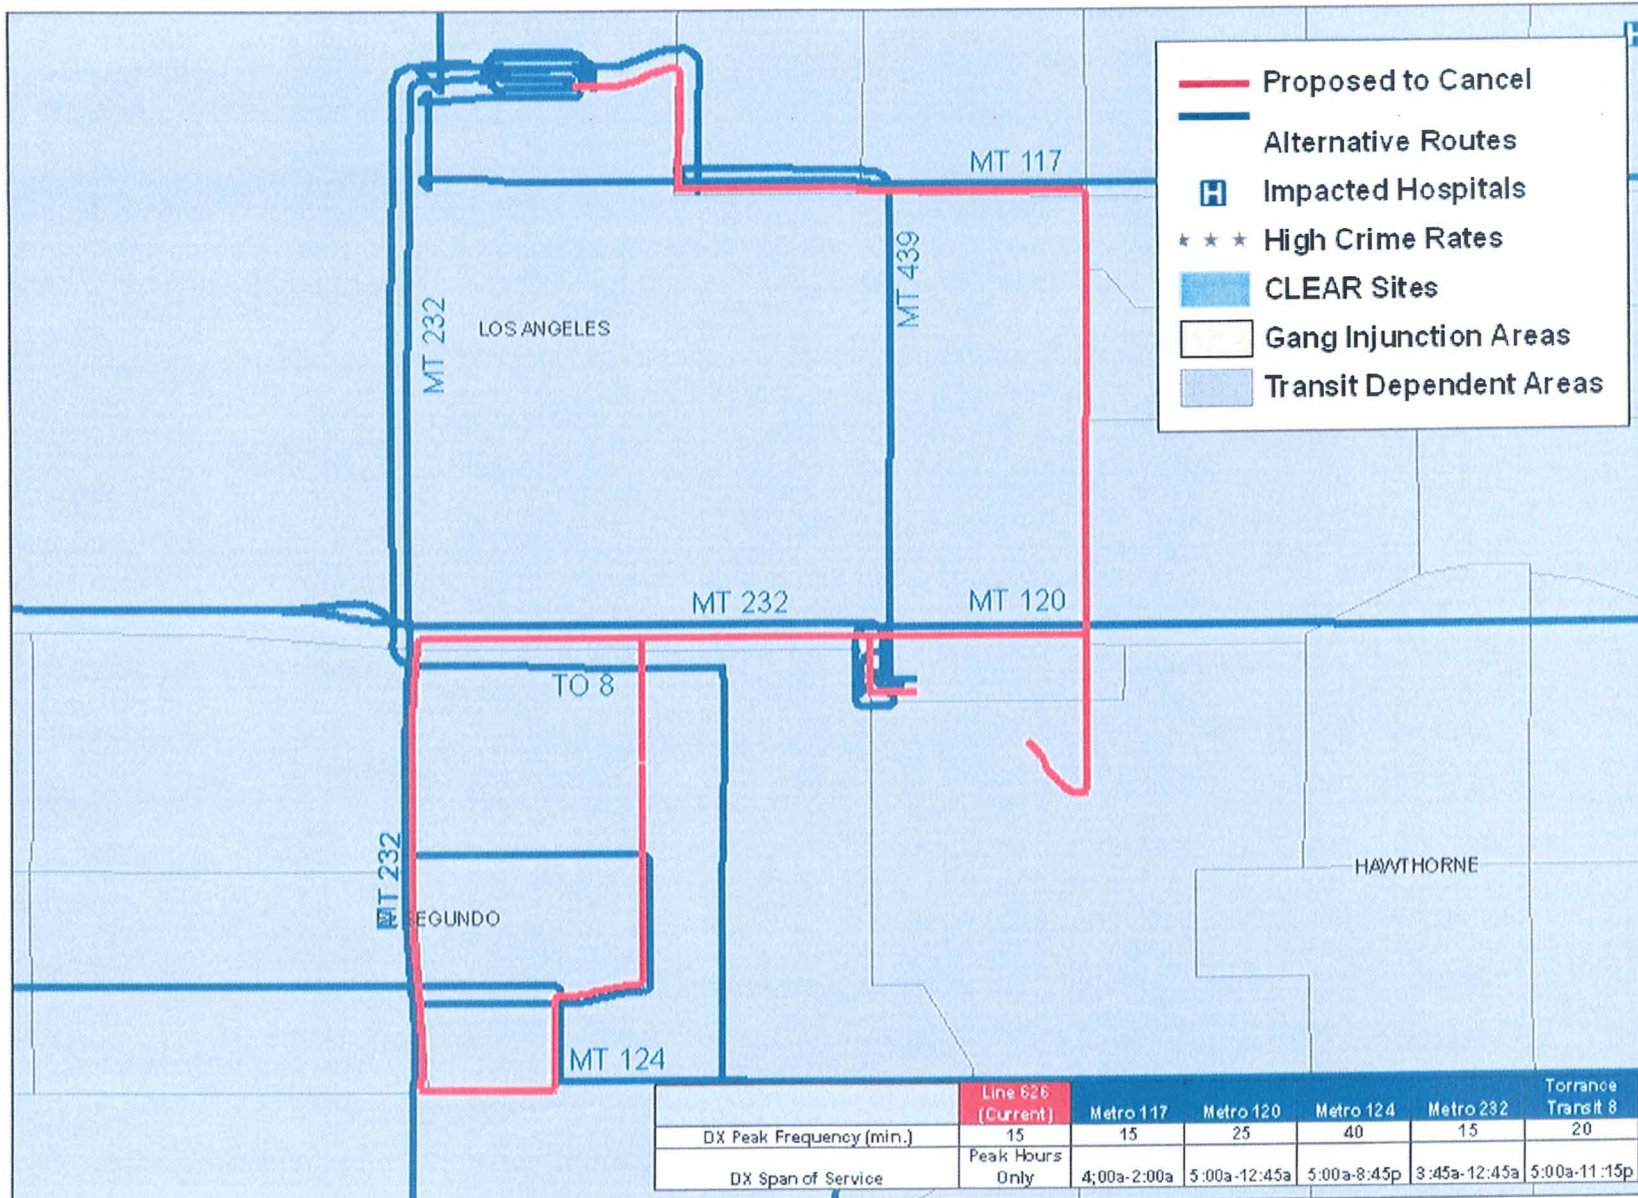 H
Proposed to Cancel
Alternative Routes
H Impacted Hospitals
* * * High Crime Rates
CLEAR Sites
Gang Injunction Areas
Transit Dependent Areas
MT 117
MT 439
MT 232
LOS ANGELES
MT 232
MT 120
TO 8
MT 232
SEGUNDO
HAWTHORNE
MT 124
Line 626 (Current) Metro 117 Metro 120 Metro 124 Metro 232 Torrance Transit 8
DX Peak Frequency (min.) 15 15 25 40 15 20
DX Span of Service Peak Hours Only 4:00a-2:00a 5:00a-12:45a 5:00a-8:45p 3:45a-12:45a 5:00a-11:15p